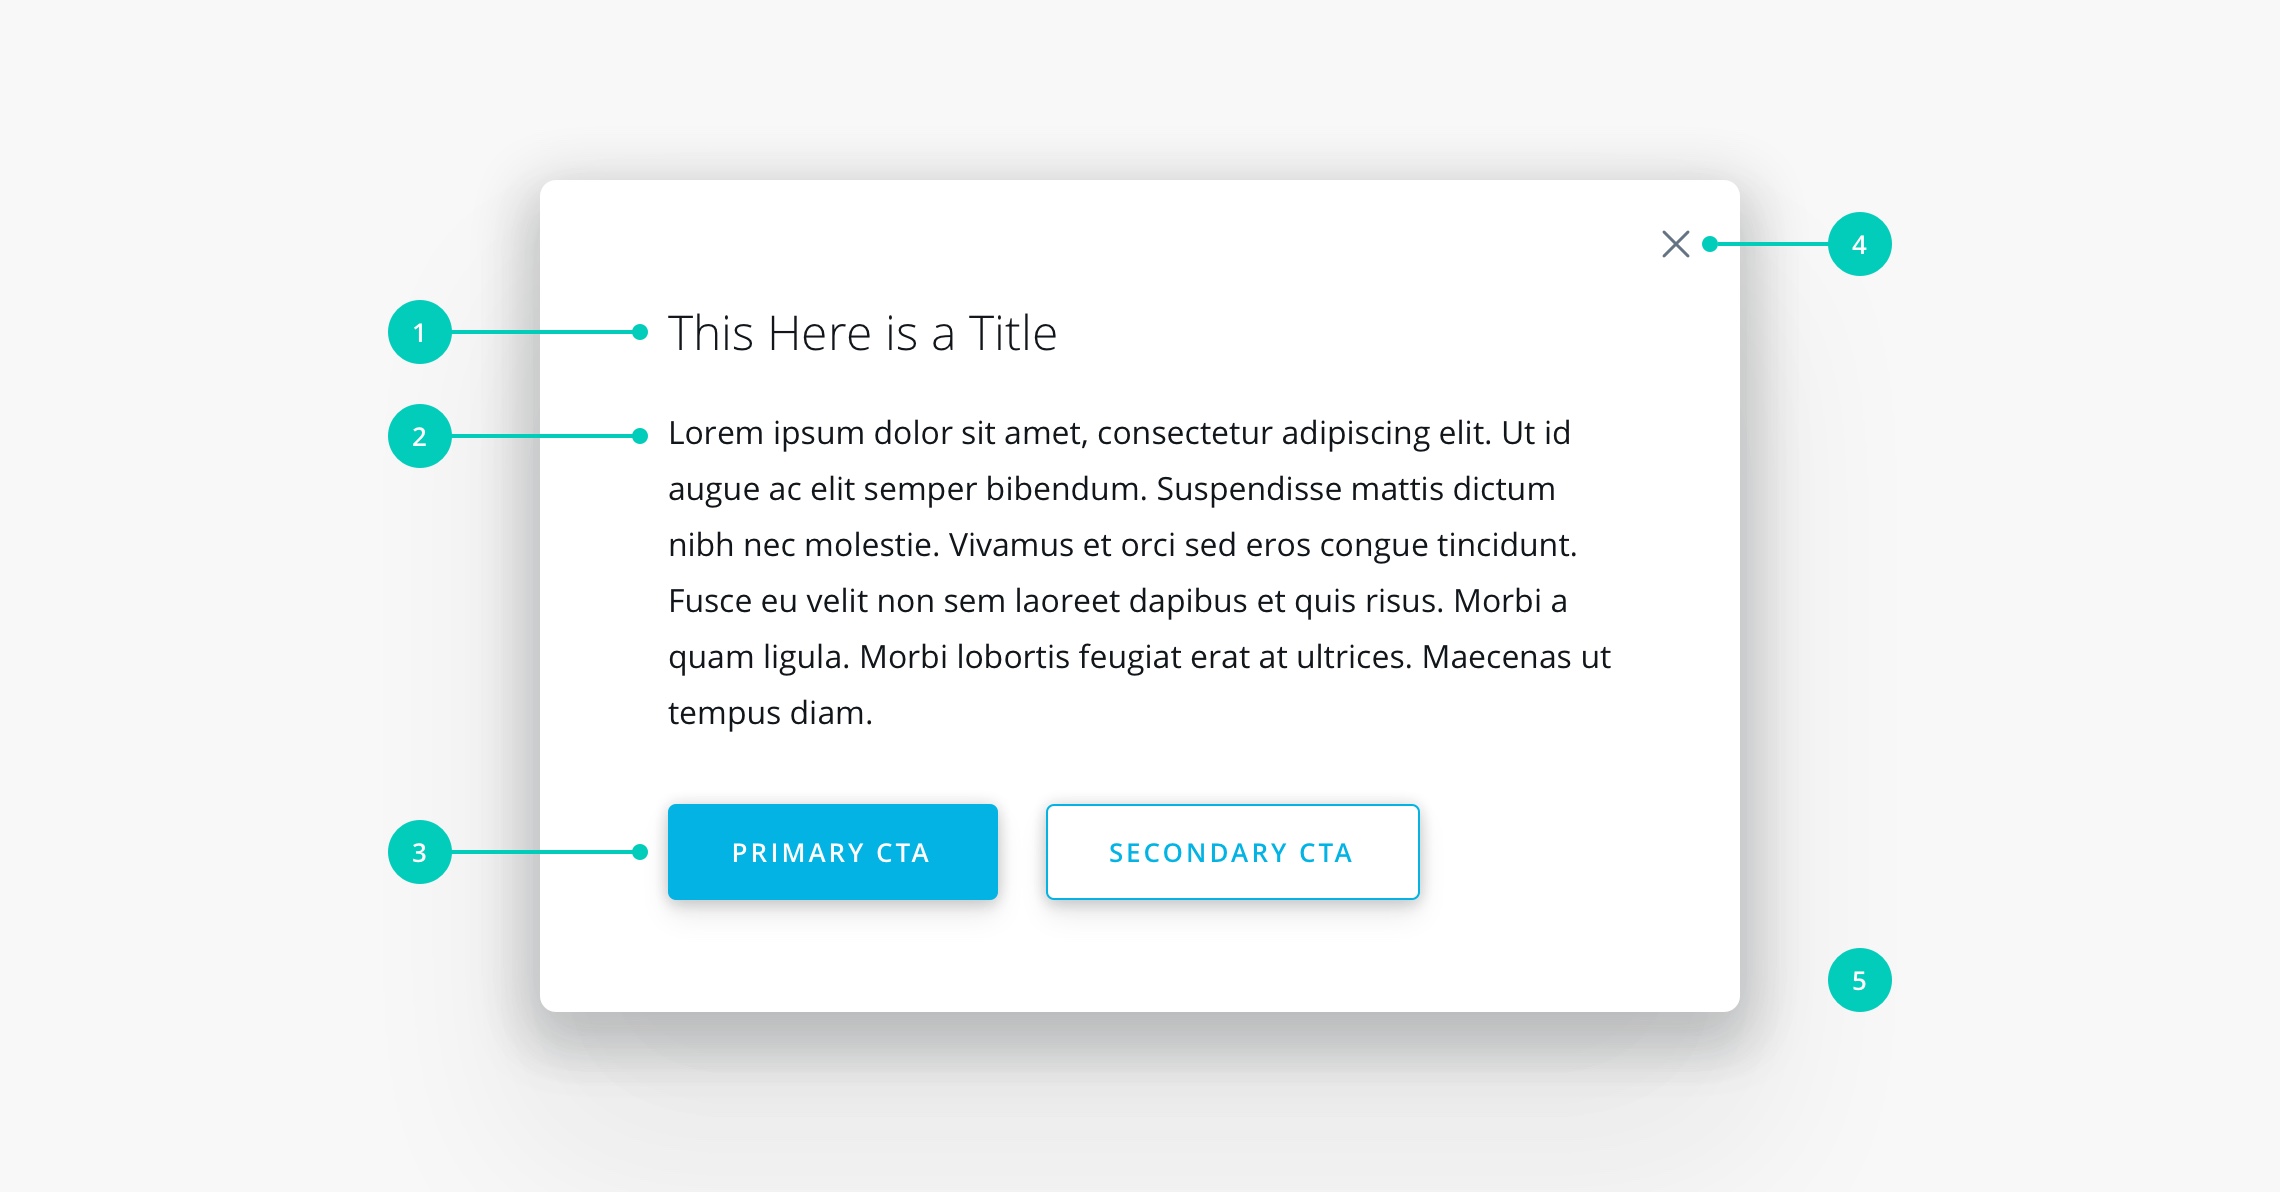 4
1
This Here is a Title
2
Lorem ipsum dolor sit amet, consectetur adipiscing elit. Ut id
augue ac elit semper bibendum. Suspendisse mattis dictum
nibh nec molestie. Vivamus et orci sed eros congue tincidunt.
Fusce eu velit non sem laoreet dapibus et quis risus. Morbi a
quam ligula. Morbi lobortis feugiat erat at ultrices. Maecenas ut
tempus diam.
3
PRIMARY CTA
SECONDARY CTA
5